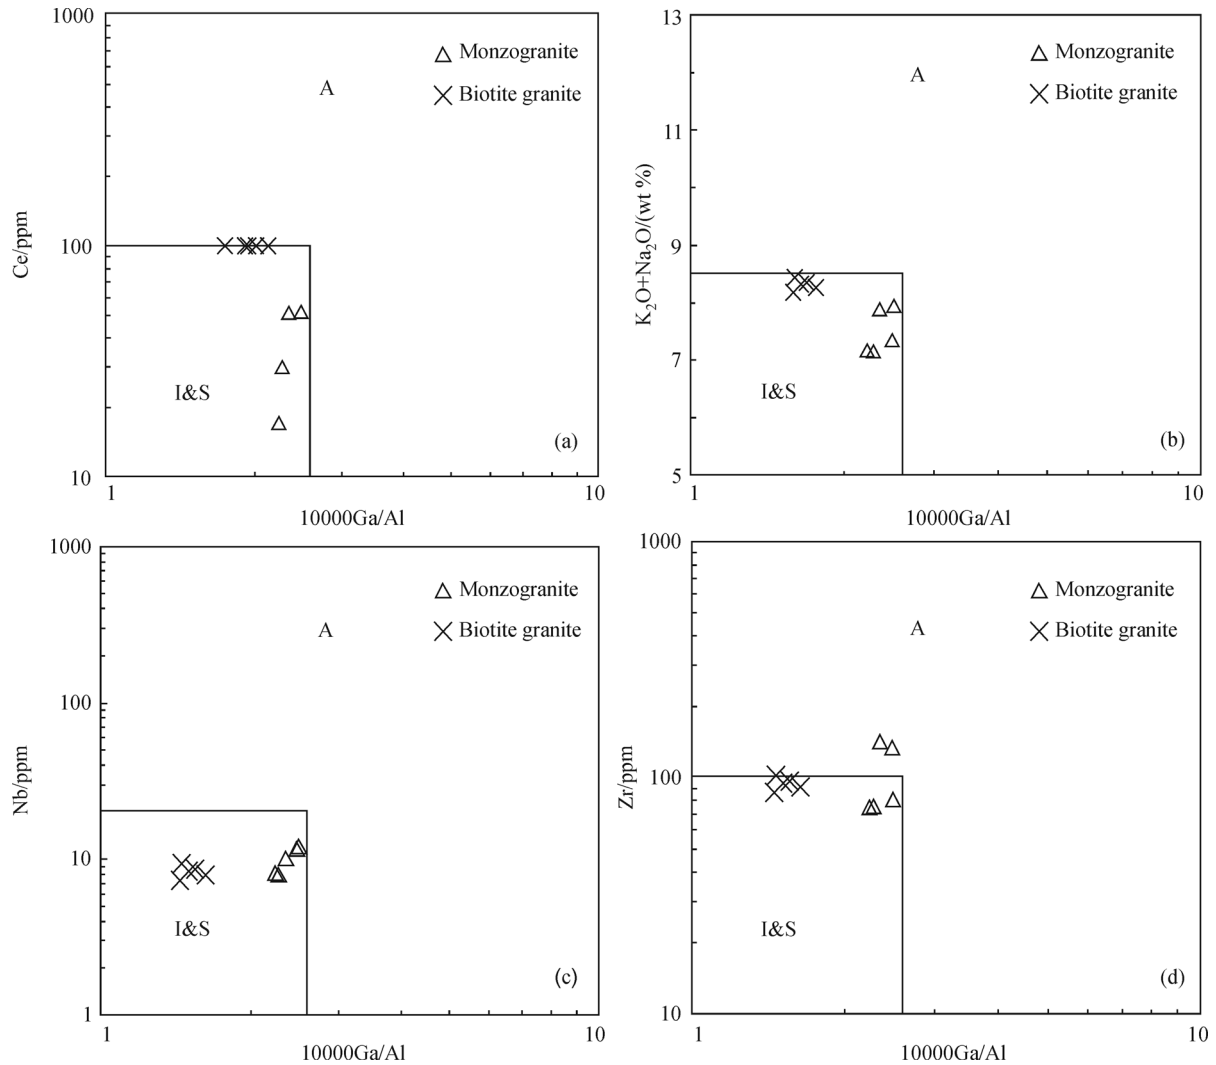 1000
Monzogranite
A
Biotite granite
100
Ce/ppm
I&S
(a)
10
1
10
10000Ga/Al
13
Monzogranite
A
Biotite granite
11
K₂O+Na₂O/(wt %)
9
7
I&S
(b)
5
1
10
10000Ga/Al
1000
Monzogranite
A
Biotite granite
100
Nb/ppm
10
I&S
(c)
1
1
10
10000Ga/Al
1000
Monzogranite
A
Biotite granite
100
Zr/ppm
I&S
(d)
10
1
10
10000Ga/Al